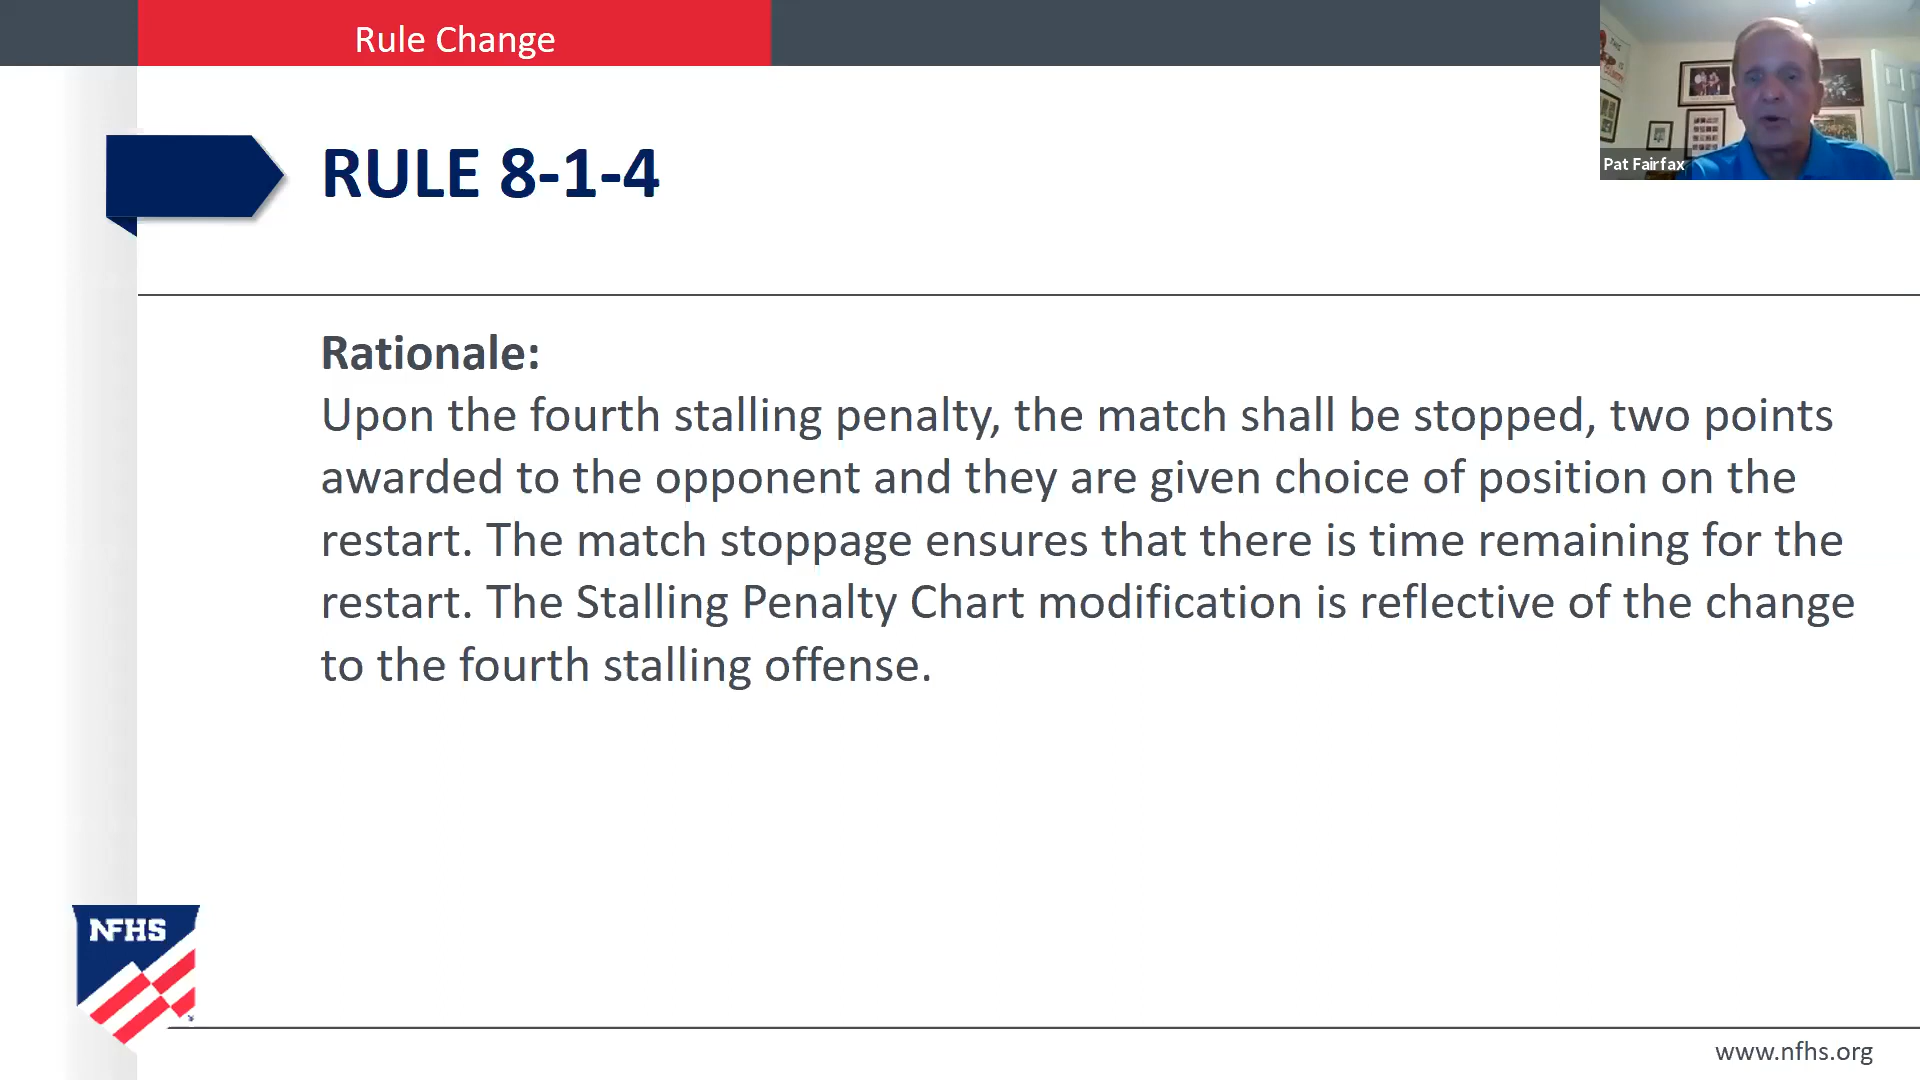 Rule Change
RULE 8-1-4
Pat Fairfax
Rationale:
Upon the fourth stalling penalty, the match shall be stopped, two points
awarded to the opponent and they are given choice of position on the
restart. The match stoppage ensures that there is time remaining for the
restart. The Stalling Penalty Chart modification is reflective of the change
to the fourth stalling offense.
NFHS
www.nfhs.org